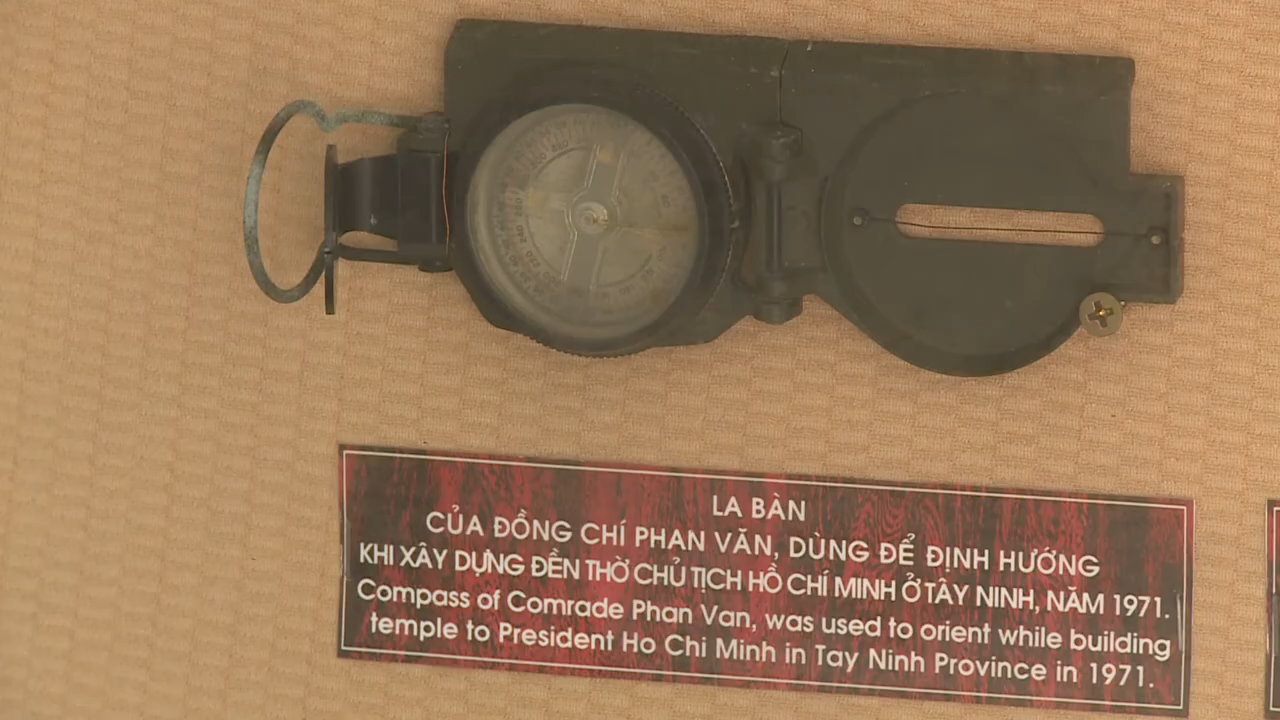 LA BÀN
CỦA ĐỒNG CHÍ PHAN VĂN, DÙNG ĐỂ ĐỊNH HƯỚNG
KHI XÂY DỰNG ĐỀN THỜ CHỦ TỊCH HỒ CHÍ MINH Ở TÂY NINH, NĂM 1971.
Compass of Comrade Phan Van, was used to orient while building
temple to President Ho Chi Minh in Tay Ninh Province in 1971.